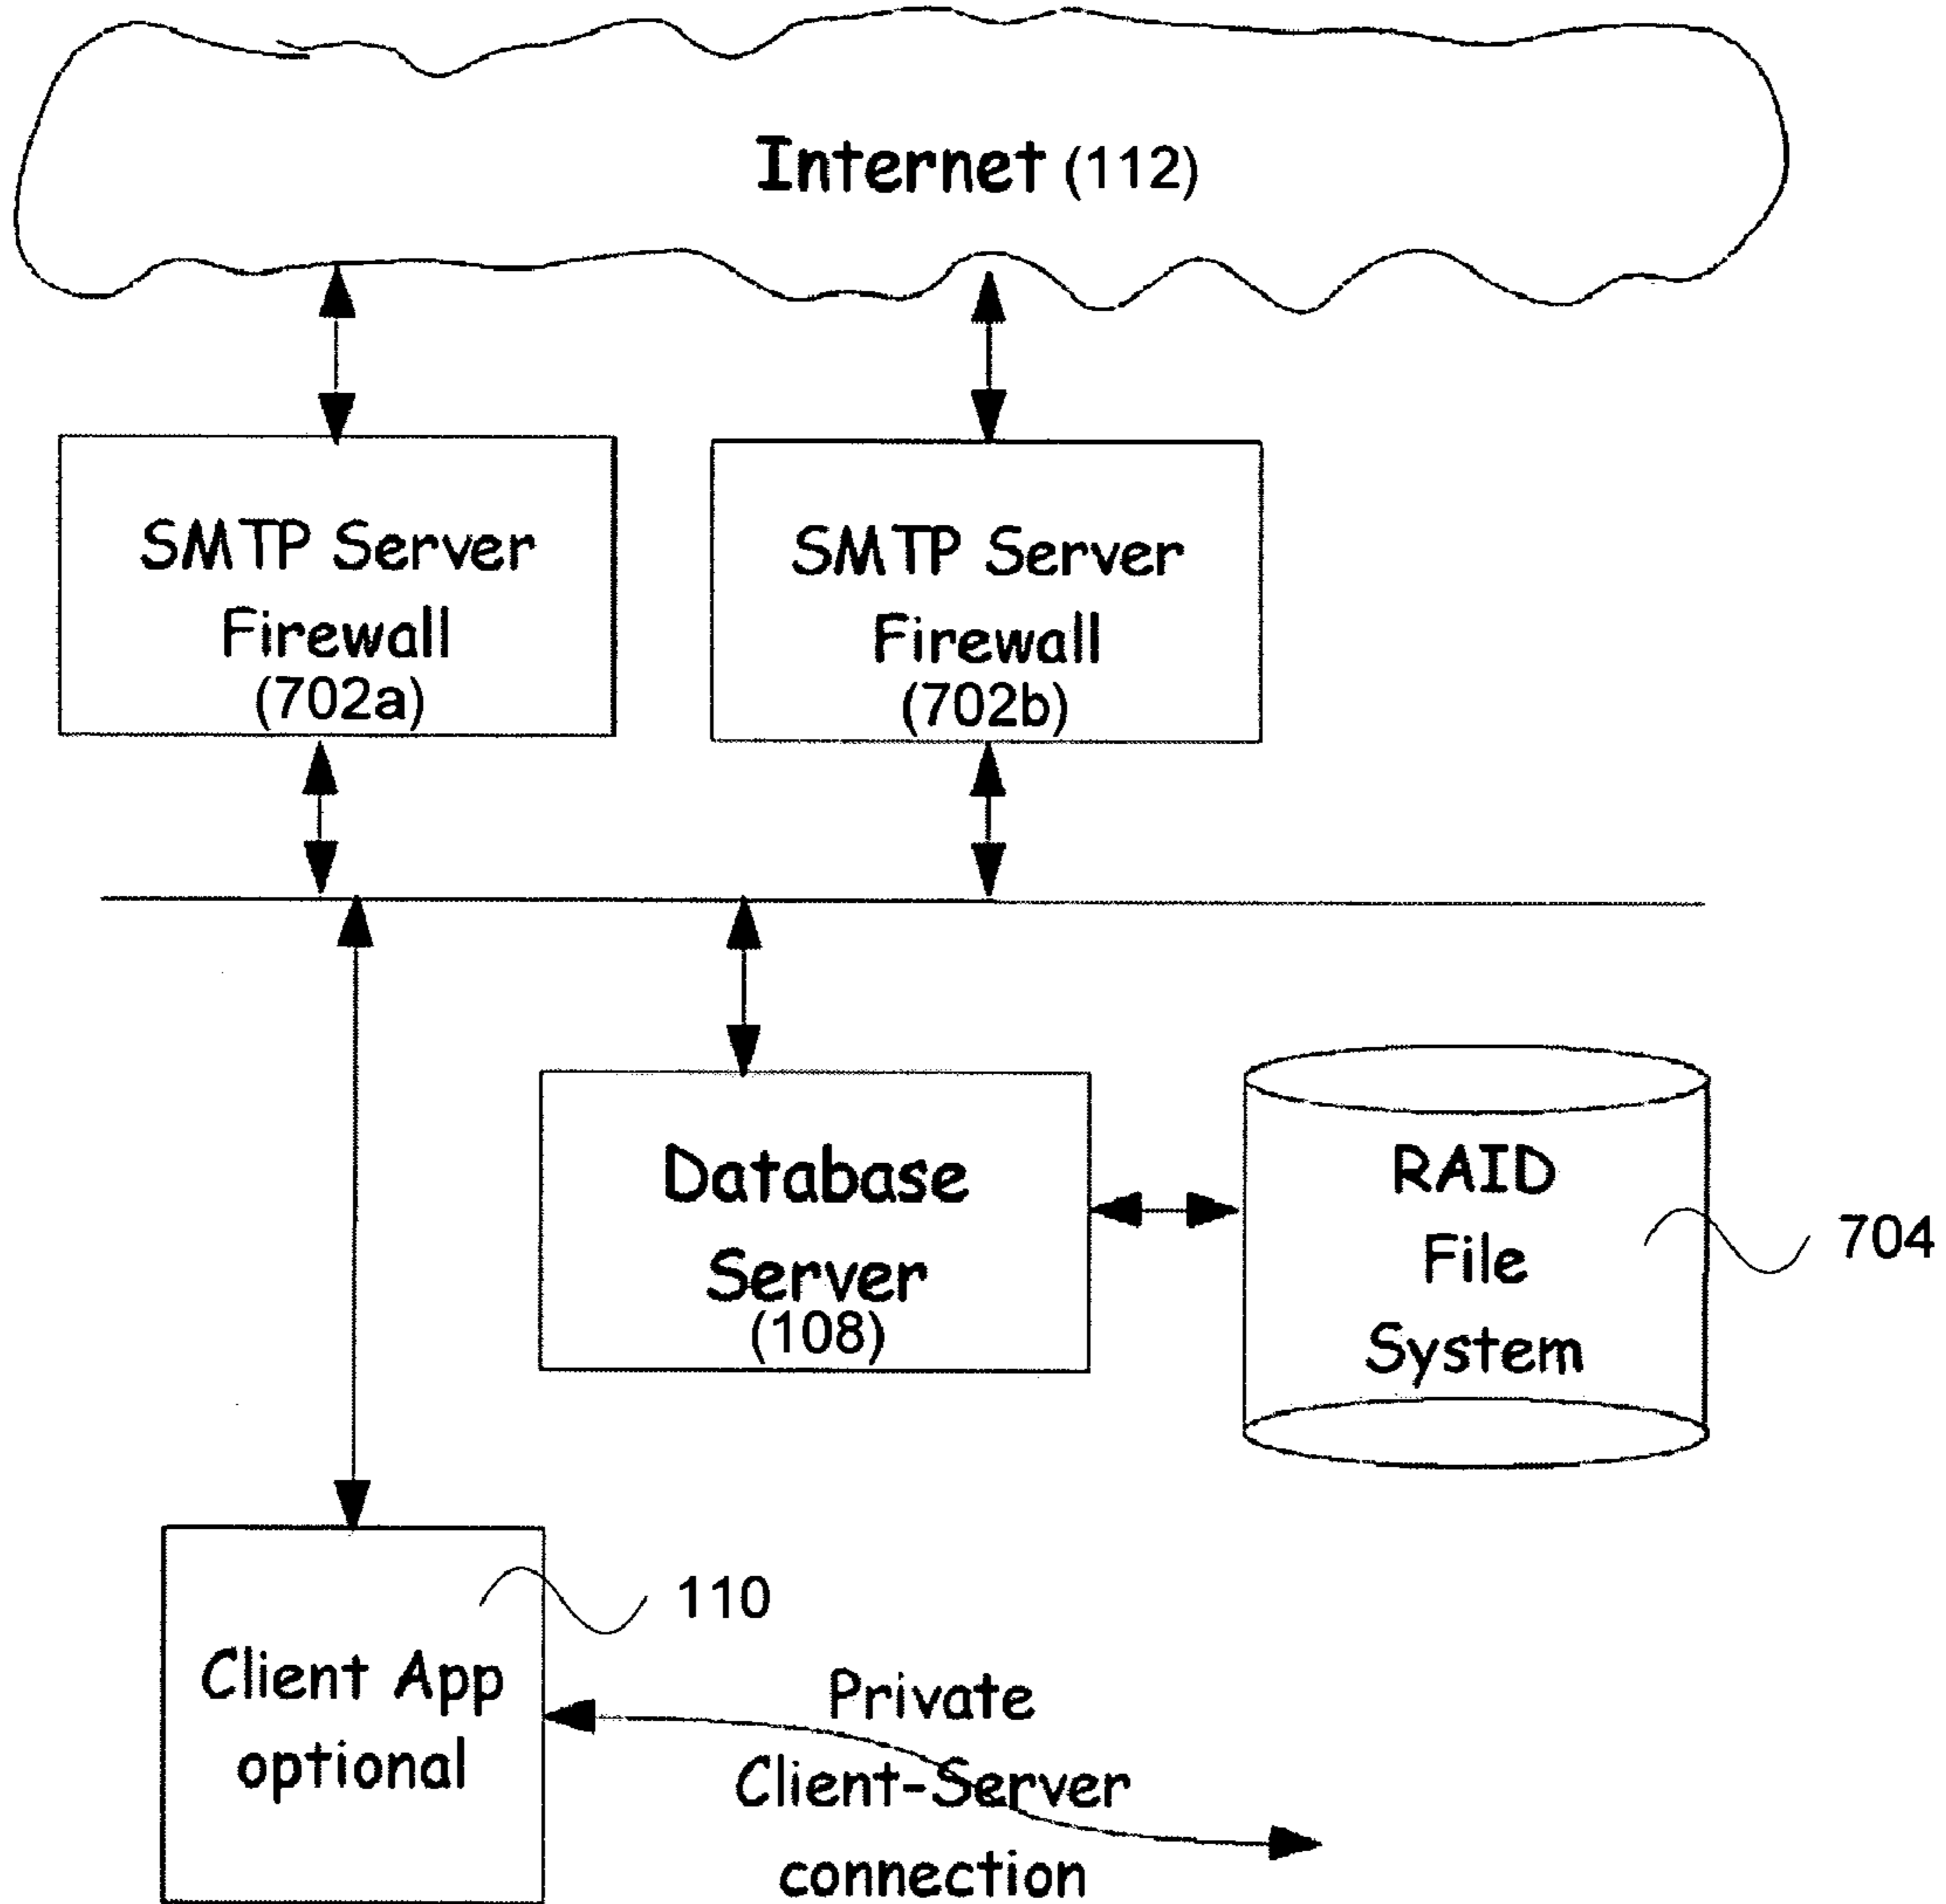 Internet (112)
SMTP Server
Firewall
(702a)
SMTP Server
Firewall
(702b)
Database
Server
(108)
RAID
File
System
704
Client App
optional
110
Private
Client-Server
connection